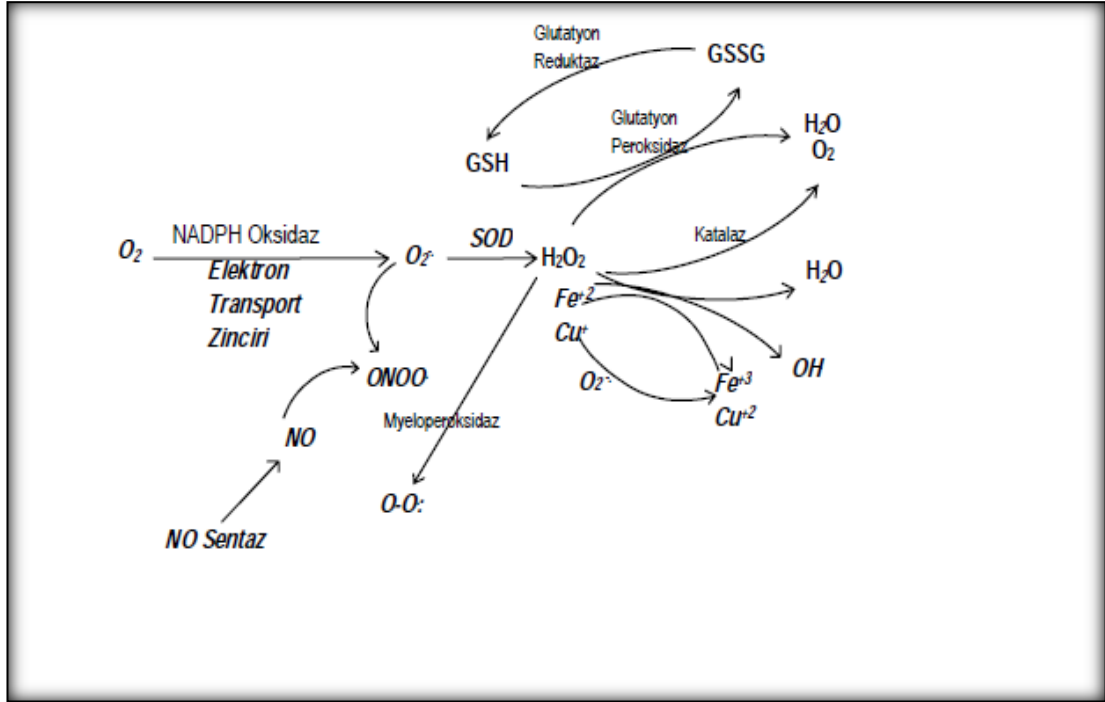 Glutatyon
Reduktaz
GSSG
Glutatyon
Peroksidaz
H2O
O2
GSH
NADPH Oksidaz
O2
Elektron
Transport
Zinciri
O2-·
SOD
H2O2
Katalaz
H2O
Fe+2
Cu+
O2-·
Fe+3
Cu+2
OH
ONOO·
Myeloperoksidaz
NO
O-O:
NO Sentaz